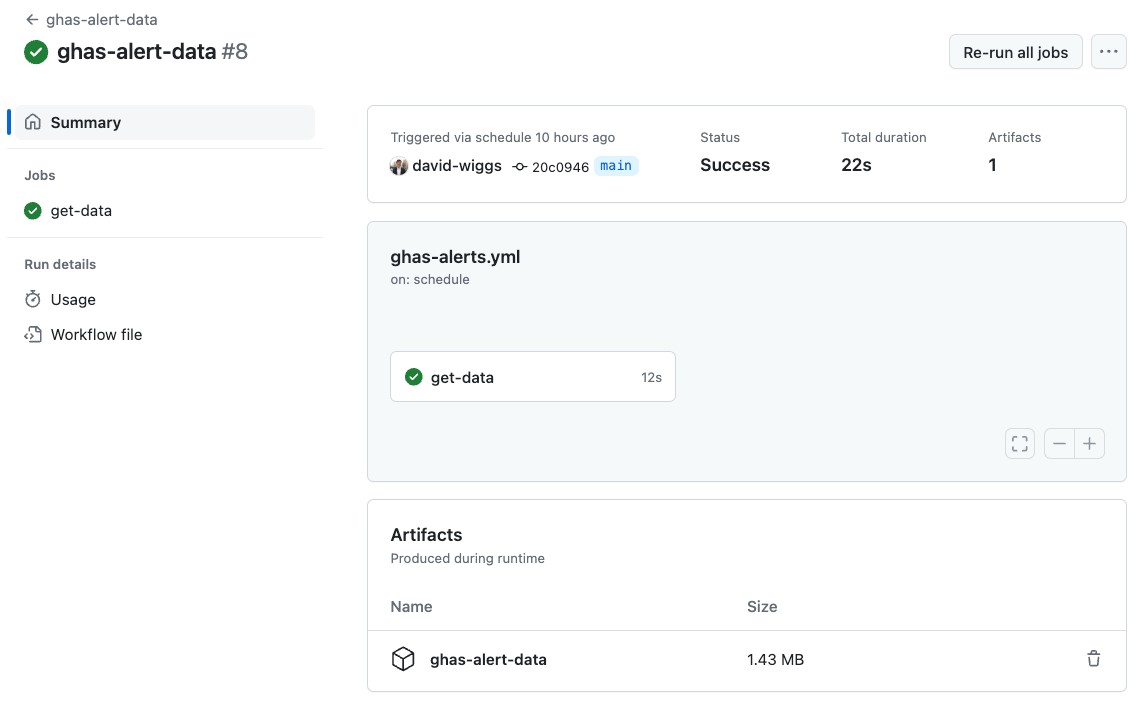 ghas-alert-data
ghas-alert-data #8
Re-run all jobs
Summary
Jobs
get-data
Run details
Usage
Workflow file
Triggered via schedule 10 hours ago
david-wiggs 20c0946 main
Status
Success
Total duration
22s
Artifacts
1
ghas-alerts.yml
on: schedule
get-data 12s
Artifacts
Produced during runtime
Name Size
ghas-alert-data 1.43 MB